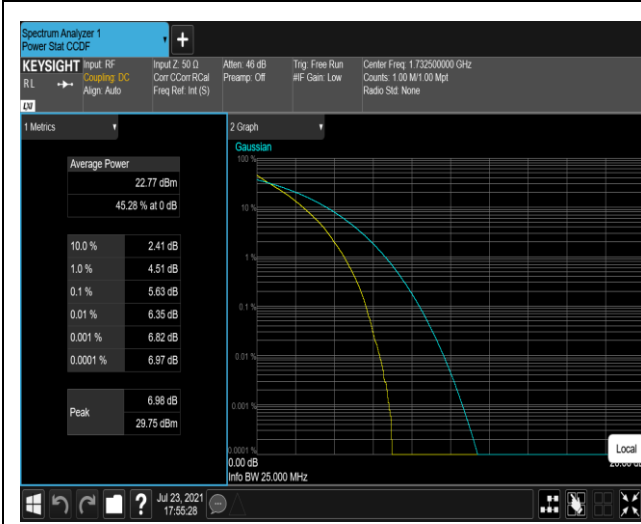 Spectrum Analyzer 1
Power Stat CCDF
+
KEYSIGHT
R L
LXI
Input: RF
Coupling: DC
Align: Auto
Input Z: 50 Ω
Corr CCorr RCal
Freq Ref: Int (S)
Atten: 46 dB
Preamp: Off
Trig: Free Run
#IF Gain: Low
Center Freq: 1.732500000 GHz
Counts: 1.00 M/1.00 Mpt
Radio Std: None
1 Metrics
Average Power
22.77 dBm
45.28 % at 0 dB
10.0 % 2.41 dB
1.0 % 4.51 dB
0.1 % 5.63 dB
0.01 % 6.35 dB
0.001 % 6.82 dB
0.0001 % 6.97 dB
Peak
6.98 dB
29.75 dBm
2 Graph
Gaussian
100 %
10 %
1 %
0.1 %
0.01 %
0.001 %
0.0001 %
0.00 dB
Info BW 25.000 MHz
Local
?
Jul 23, 2021
17:55:28